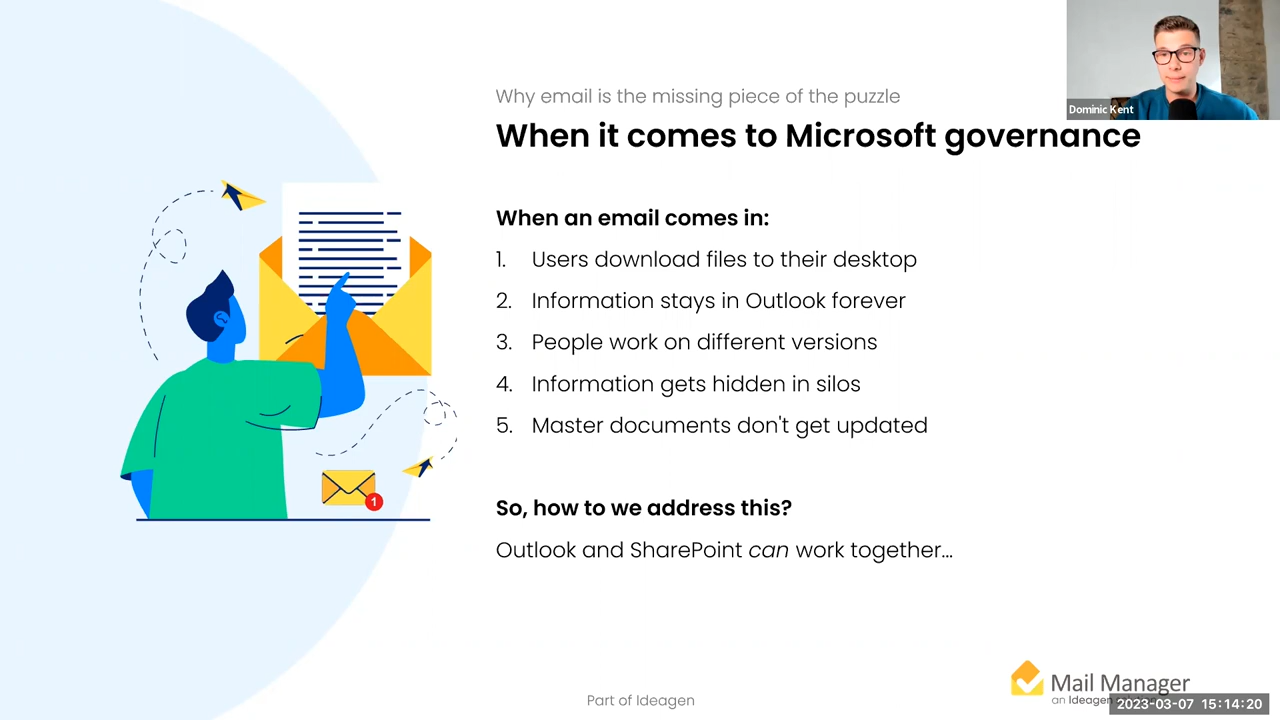 Dominic Kent
Why email is the missing piece of the puzzle
When it comes to Microsoft governance
When an email comes in:
1. Users download files to their desktop
2. Information stays in Outlook forever
3. People work on different versions
4. Information gets hidden in silos
5. Master documents don't get updated
1
So, how to we address this?
Outlook and SharePoint can work together...
Part of Ideagen
Mail Manager
an Ideagen
2023-03-07 15:14:20